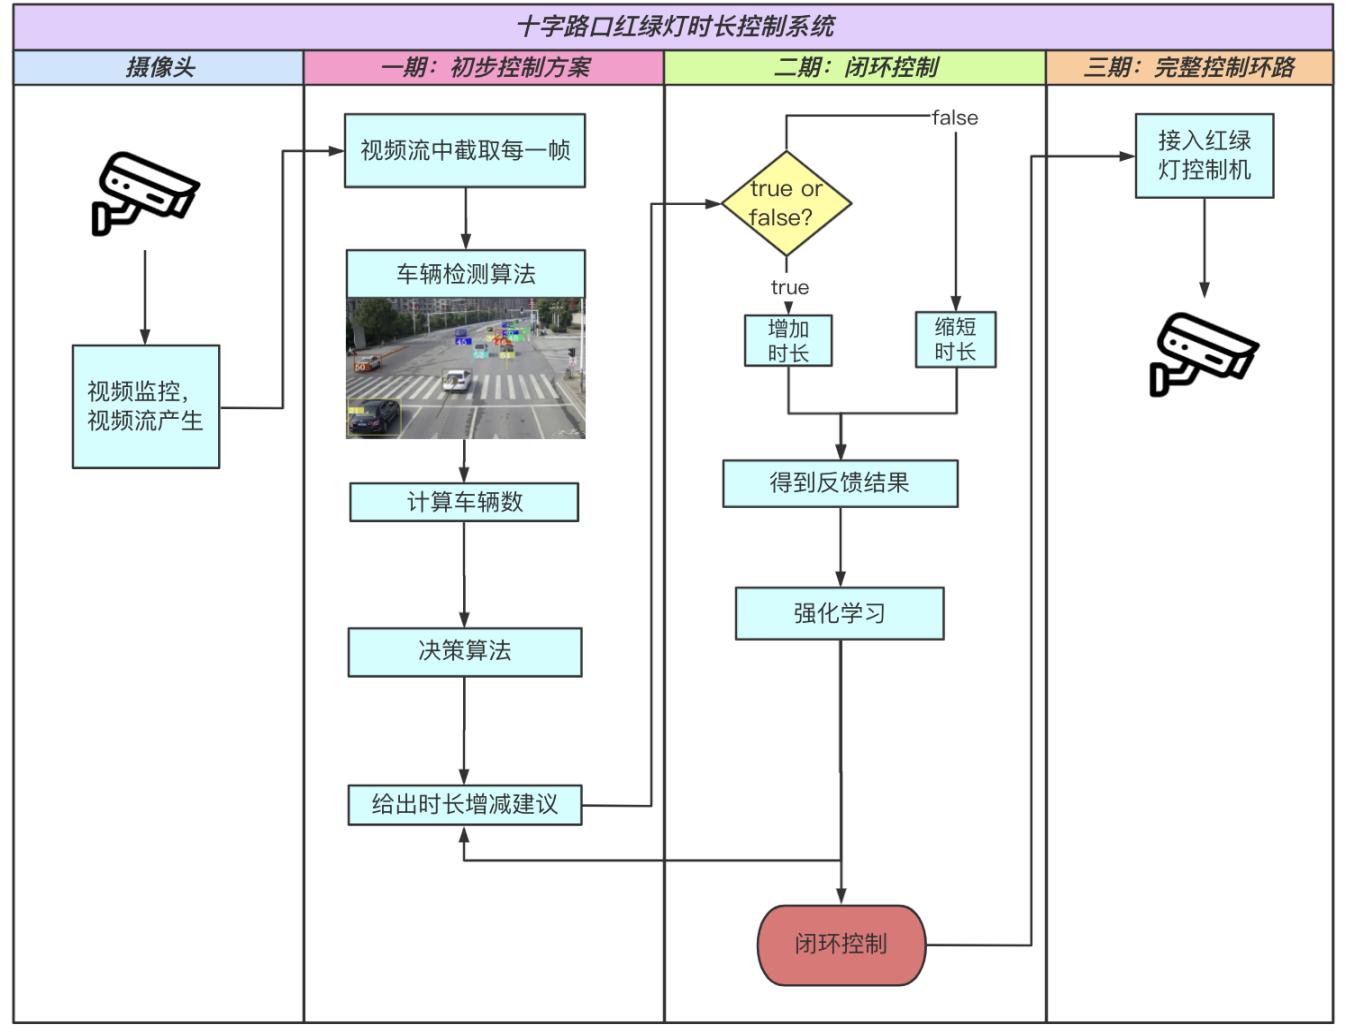 十字路口红绿灯时长控制系统
摄像头
一期：初步控制方案
二期：闭环控制
三期：完整控制环路
视频监控，
视频流产生
视频流中截取每一帧
车辆检测算法
计算车辆数
决策算法
给出时长增减建议
true or
false?
false
true
增加
时长
缩短
时长
得到反馈结果
强化学习
闭环控制
接入红绿
灯控制机